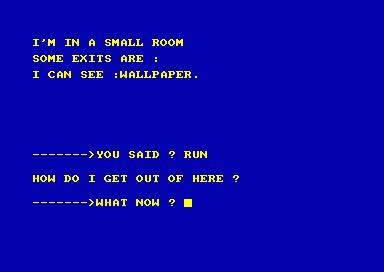 I'M IN A SMALL ROOM
SOME EXITS ARE :
I CAN SEE :WALLPAPER.
------->YOU SAID ? RUN
HOW DO I GET OUT OF HERE ?
------->WHAT NOW ?